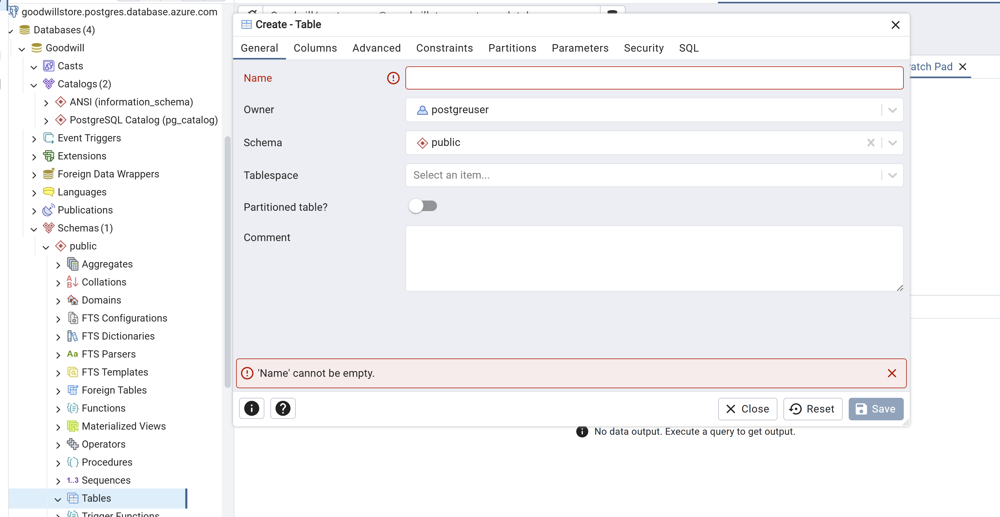 goodwillstore.postgres.database.azure.com
Databases (4)
Goodwill
Casts
Catalogs (2)
ANSI (information_schema)
PostgreSQL Catalog (pg_catalog)
Event Triggers
Extensions
Foreign Data Wrappers
Languages
Publications
Schemas (1)
public
Aggregates
Collations
Domains
FTS Configurations
FTS Dictionaries
Aa FTS Parsers
FTS Templates
Foreign Tables
Functions
Materialized Views
Operators
Procedures
1..3 Sequences
Tables
Trigger Functions
Create - Table
General Columns Advanced Constraints Partitions Parameters Security SQL
Name
Owner postgreuser
Schema public
Tablespace Select an item...
Partitioned table?
Comment
'Name' cannot be empty.
Close Reset Save
Pad
No data output. Execute a query to get output.